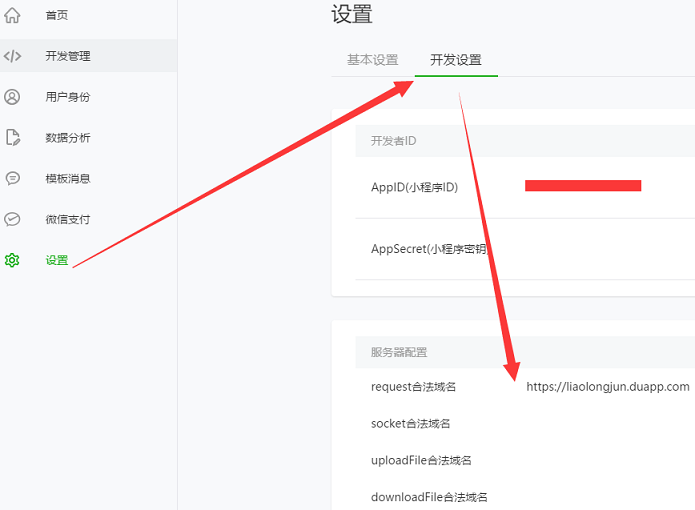 首页
开发管理
用户身份
数据分析
模板消息
微信支付
设置
设置
基本设置 开发设置
开发者ID
AppID(小程序ID)
AppSecret(小程序密钥)
服务器配置
request合法域名 https://liaolongjun.duapp.com
socket合法域名
uploadFile合法域名
downloadFile合法域名